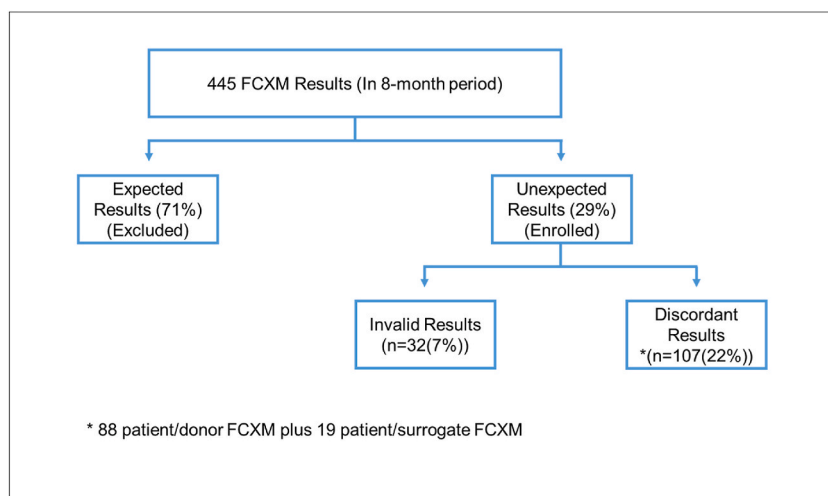 445 FCXM Results (In 8-month period)
Expected
Results (71%)
(Excluded)
Unexpected
Results (29%)
(Enrolled)
Invalid Results
(n=32(7%))
Discordant
Results
*(n=107(22%))
* 88 patient/donor FCXM plus 19 patient/surrogate FCXM